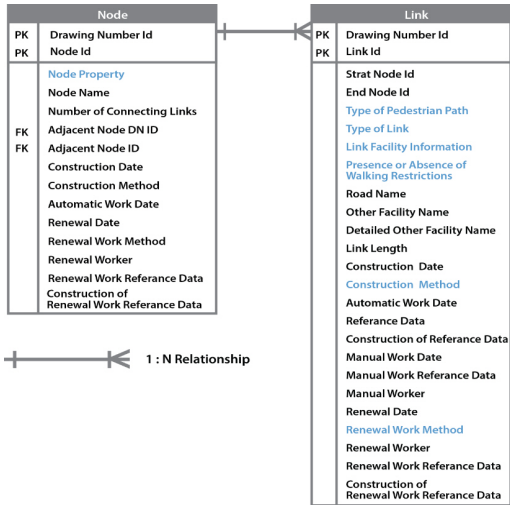 Node
PK Drawing Number Id
PK Node Id
Node Property
Node Name
Number of Connecting Links
FK Adjacent Node DN ID
FK Adjacent Node ID
Construction Date
Construction Method
Automatic Work Date
Renewal Date
Renewal Work Method
Renewal Worker
Renewal Work Referance Data
Construction of
Renewal Work Referance Data
1 : N Relationship
Link
PK Drawing Number Id
PK Link Id
Strat Node Id
End Node Id
Type of Pedestrian Path
Type of Link
Link Facility Information
Presence or Absence of
Walking Restrictions
Road Name
Other Facility Name
Detailed Other Facility Name
Link Length
Construction Date
Construction Method
Automatic Work Date
Referance Data
Construction of Referance Data
Manual Work Date
Manual Work Referance Data
Manual Worker
Renewal Date
Renewal Work Method
Renewal Worker
Renewal Work Referance Data
Construction of
Renewal Work Referance Data